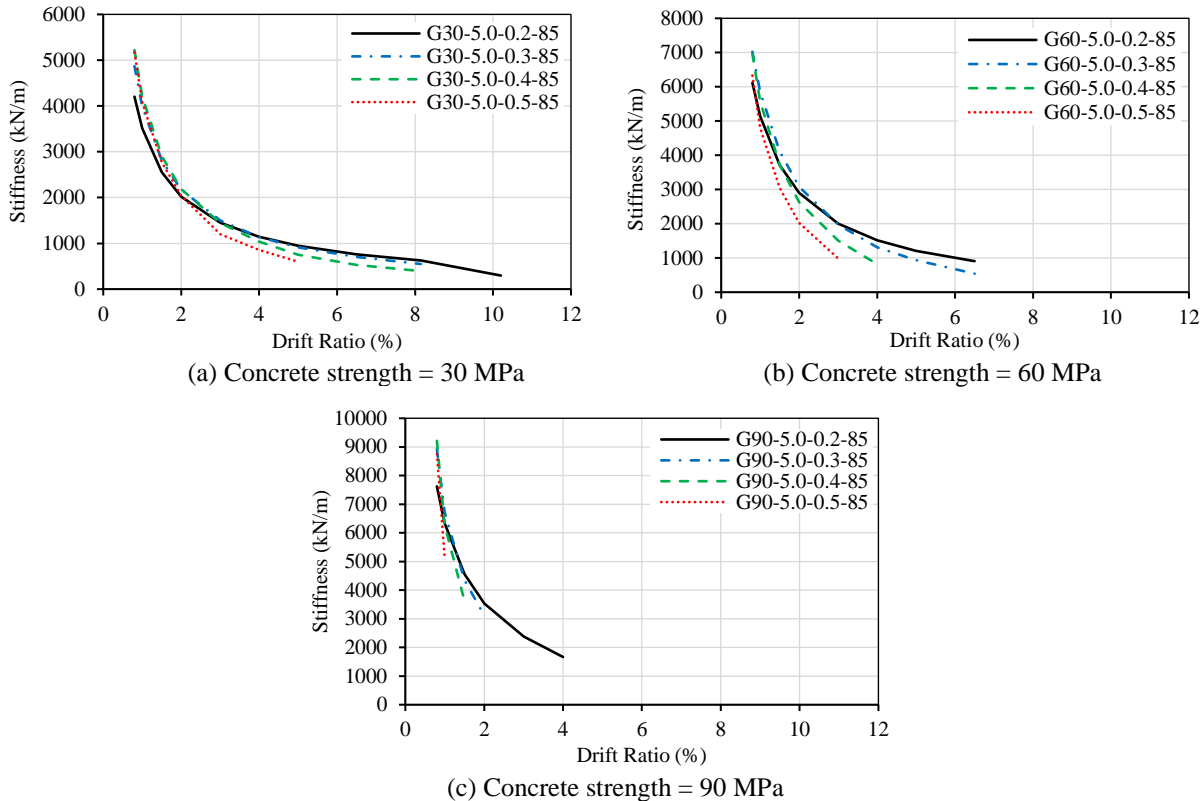 6000
5000
4000
3000
2000
1000
0
Stiffness (kN/m)
0 2 4 6 8 10 12
Drift Ratio (%)
G30-5.0-0.2-85
G30-5.0-0.3-85
G30-5.0-0.4-85
G30-5.0-0.5-85
(a) Concrete strength = 30 MPa
8000
7000
6000
5000
4000
3000
2000
1000
0
Stiffness (kN/m)
0 2 4 6 8 10 12
Drift Ratio (%)
G60-5.0-0.2-85
G60-5.0-0.3-85
G60-5.0-0.4-85
G60-5.0-0.5-85
(b) Concrete strength = 60 MPa
10000
9000
8000
7000
6000
5000
4000
3000
2000
1000
0
Stiffness (kN/m)
0 2 4 6 8 10 12
Drift Ratio (%)
G90-5.0-0.2-85
G90-5.0-0.3-85
G90-5.0-0.4-85
G90-5.0-0.5-85
(c) Concrete strength = 90 MPa